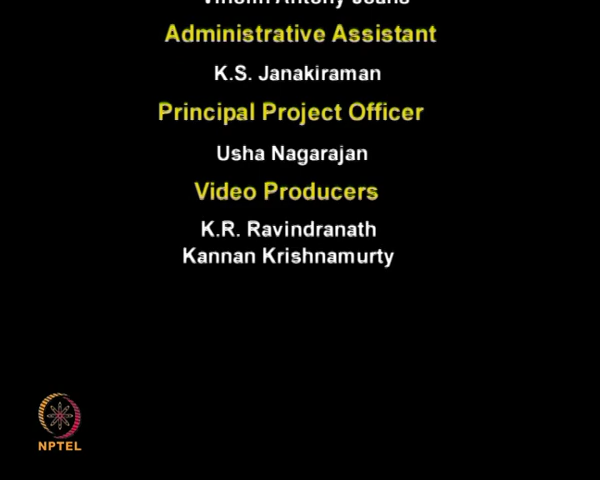 Administrative Assistant
K.S. Janakiraman
Principal Project Officer
Usha Nagarajan
Video Producers
K.R. Ravindranath
Kannan Krishnamurty
NPTEL